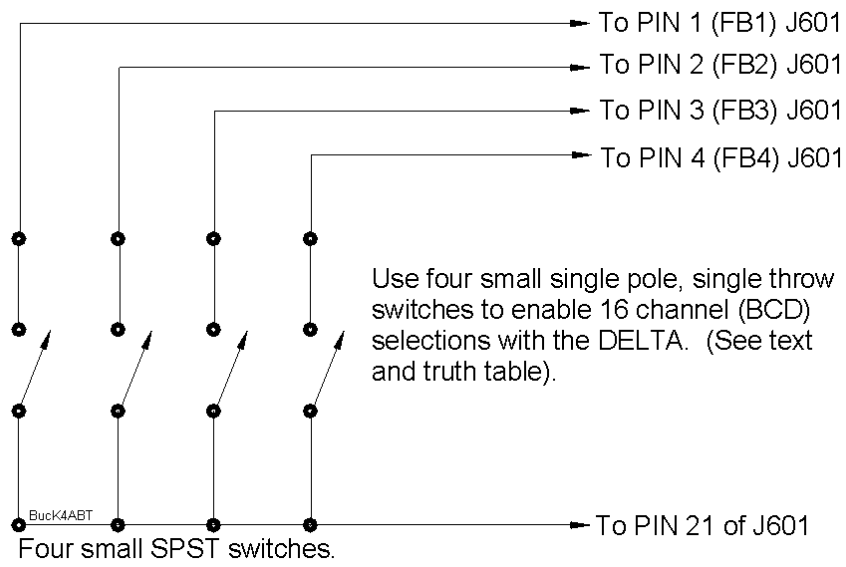 To PIN 1 (FB1) J601
To PIN 2 (FB2) J601
To PIN 3 (FB3) J601
To PIN 4 (FB4) J601
Use four small single pole, single throw
switches to enable 16 channel (BCD)
selections with the DELTA. (See text
and truth table).
BucK4ABT
To PIN 21 of J601
Four small SPST switches.